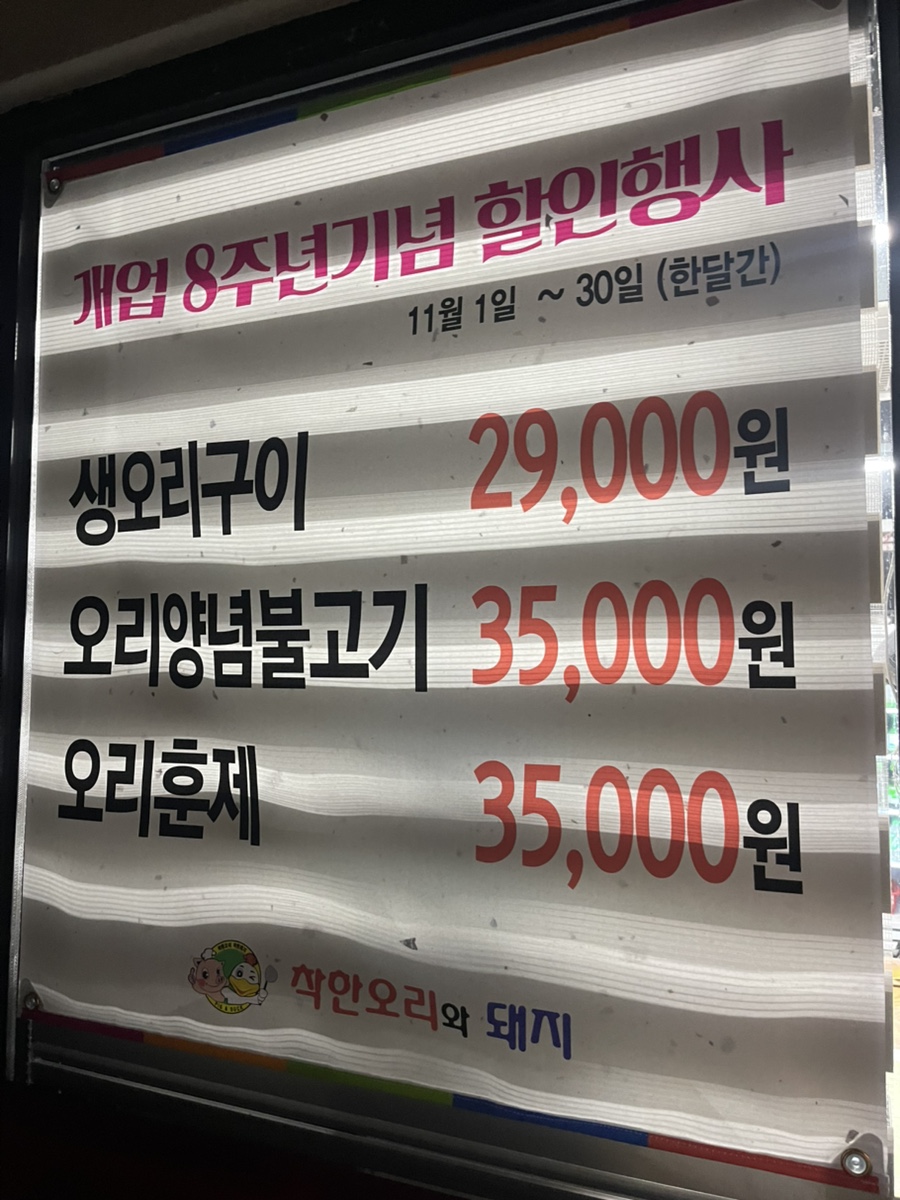 개업 8주년기념 할인행사
11월 1일 ~ 30일 (한달간)
생오리구이 29,000원
오리양념불고기 35,000원
오리훈제 35,000원
착한오리와 돼지